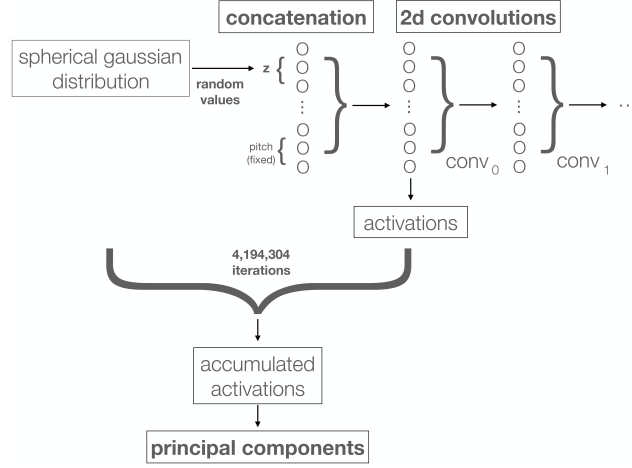 concatenation
2d convolutions
spherical gaussian
distribution
random
values
z
pitch
(fixed)
conv 0
conv 1
activations
4,194,304
iterations
accumulated
activations
principal components